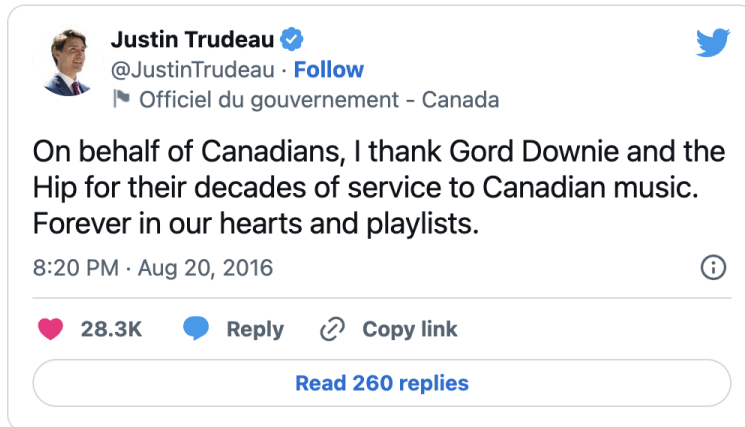 Justin Trudeau
@JustinTrudeau · Follow
Officiel du gouvernement - Canada
On behalf of Canadians, I thank Gord Downie and the
Hip for their decades of service to Canadian music.
Forever in our hearts and playlists.
8:20 PM · Aug 20, 2016
28.3K Reply Copy link
Read 260 replies